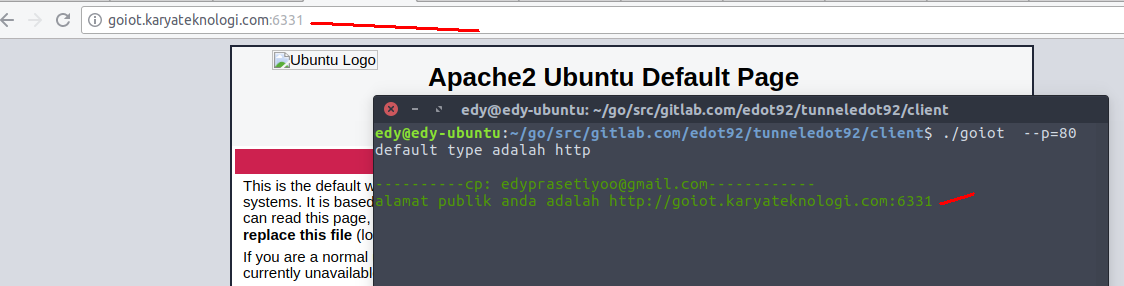 goiot.karyateknologi.com:6331
Ubuntu Logo
Apache2 Ubuntu Default Page
edy@edy-ubuntu: ~/go/src/gitlab.com/edot92/tunneledot92/client
edy@edy-ubuntu:~/go/src/gitlab.com/edot92/tunneledot92/client$ ./goiot  --p=80
default type adalah http
----------cp: edyprasetiyoo@gmail.com------------
alamat publik anda adalah http://goiot.karyateknologi.com:6331
This is the default w
systems. It is based
can read this page,
replace this file (lo
If you are a normal
currently unavailabl